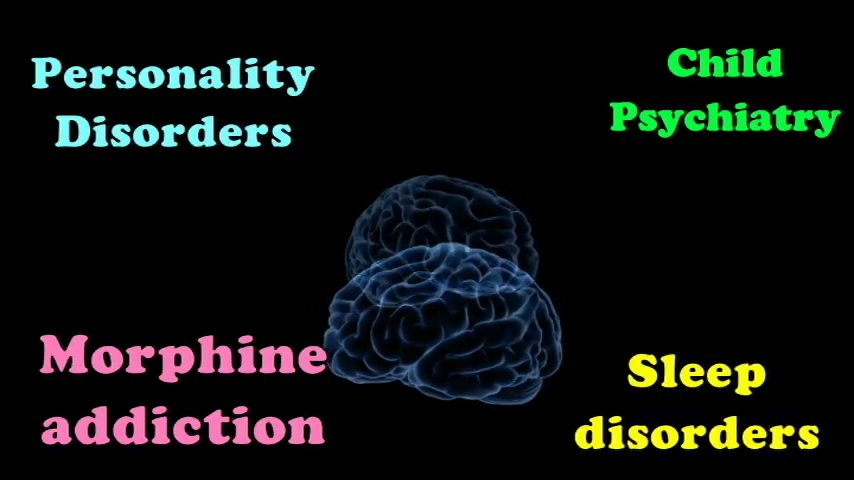 Personality
Disorders
Child
Psychiatry
Morphine
addiction
Sleep
disorders